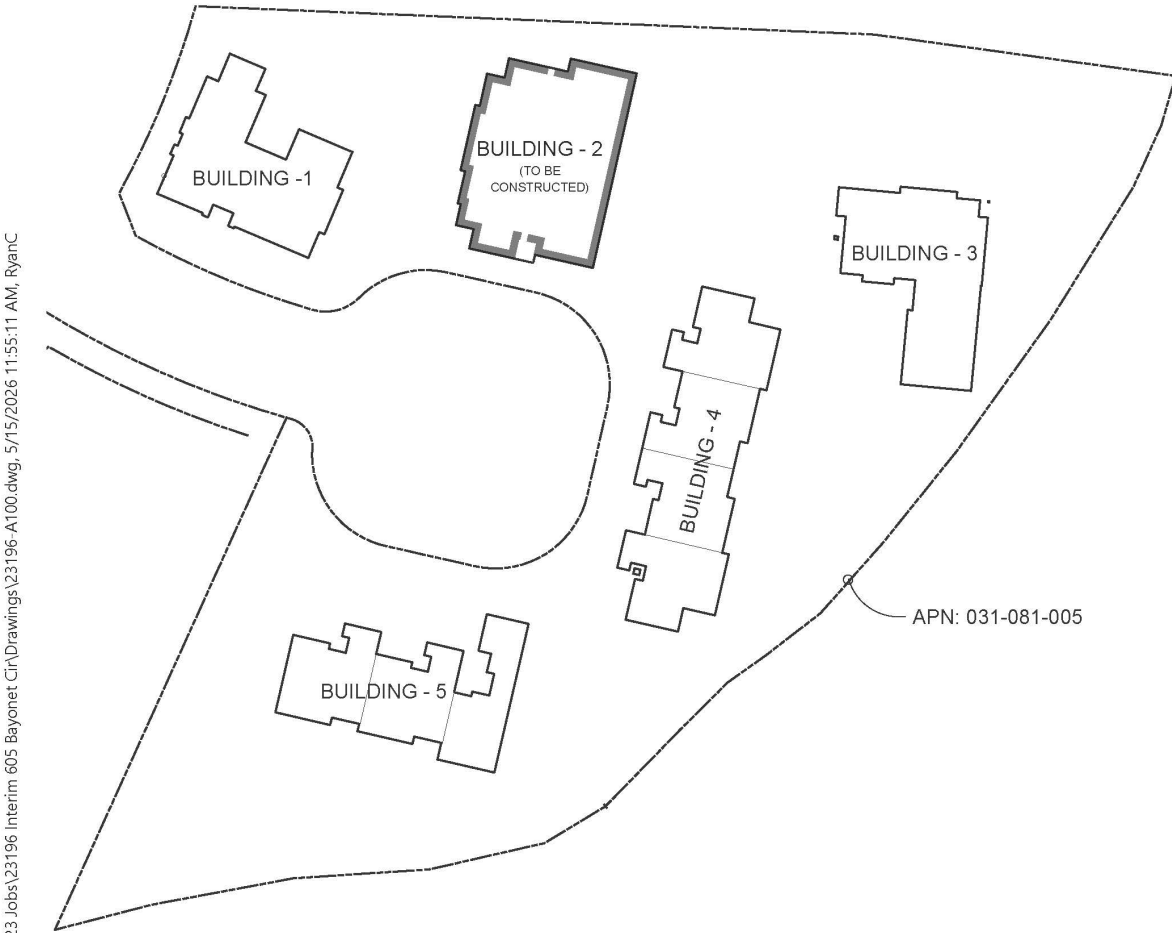 BUILDING -1
BUILDING - 2
(TO BE
CONSTRUCTED)
BUILDING - 3
BUILDING - 4
BUILDING - 5
APN: 031-081-005
23 Jobs\23196 Interim 605 Bayonet Cir\Drawings\23196-A100.dwg, 5/15/2026 11:55:11 AM, RyanC